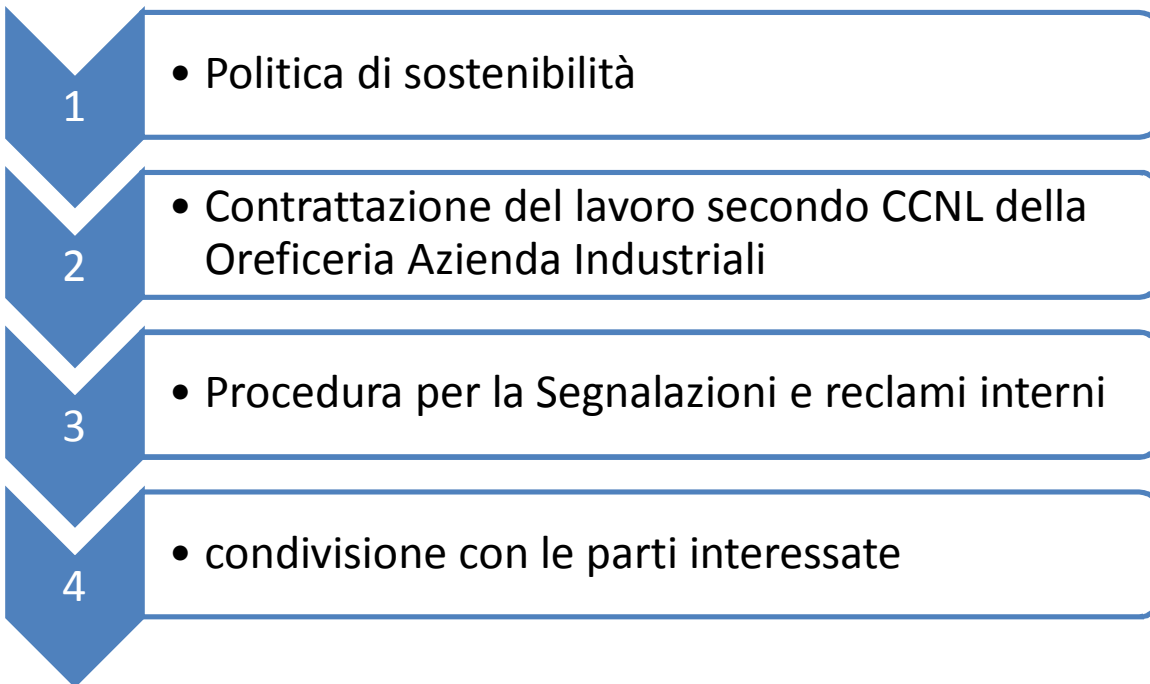 1
• Politica di sostenibilità
2
• Contrattazione del lavoro secondo CCNL della
Oreficeria Azienda Industriali
3
• Procedura per la Segnalazioni e reclami interni
4
• condivisione con le parti interessate